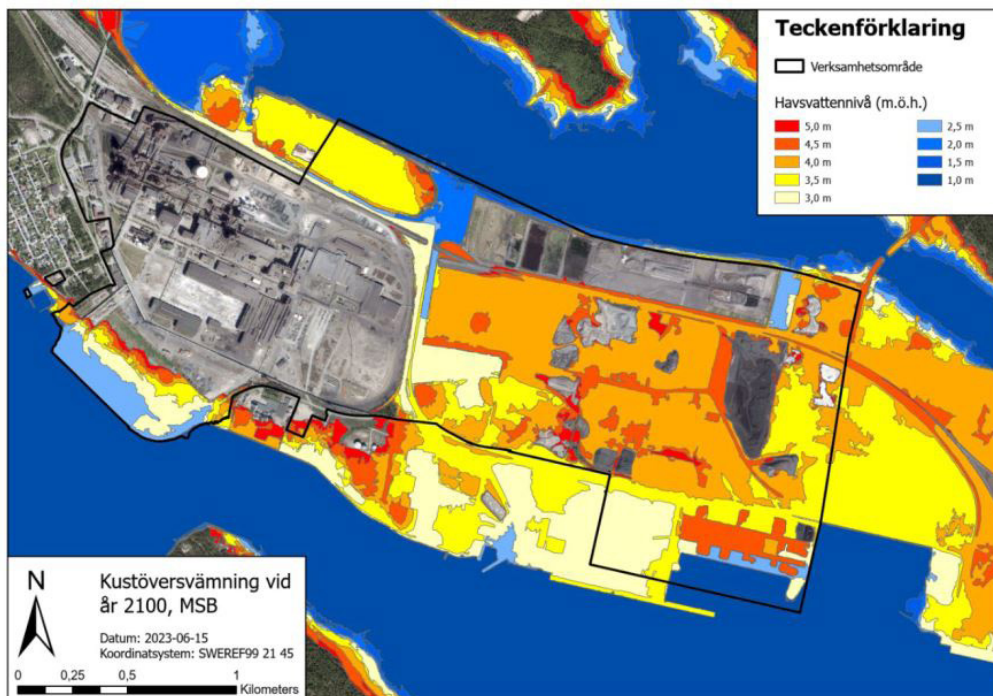 Teckenförklaring
Verksamhetsområde
Havsvattennivå (m.ö.h.)
5,0 m
4,5 m
4,0 m
3,5 m
3,0 m
2,5 m
2,0 m
1,5 m
1,0 m
N
Kustöversvämning vid
år 2100, MSB
Datum: 2023-06-15
Koordinatsystem: SWEREF99 21 45
0 0,25 0,5 1
Kilometers